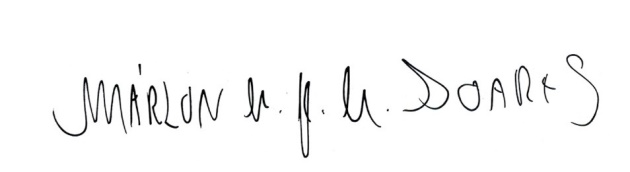 MÁRLON H. J. H. SOARES